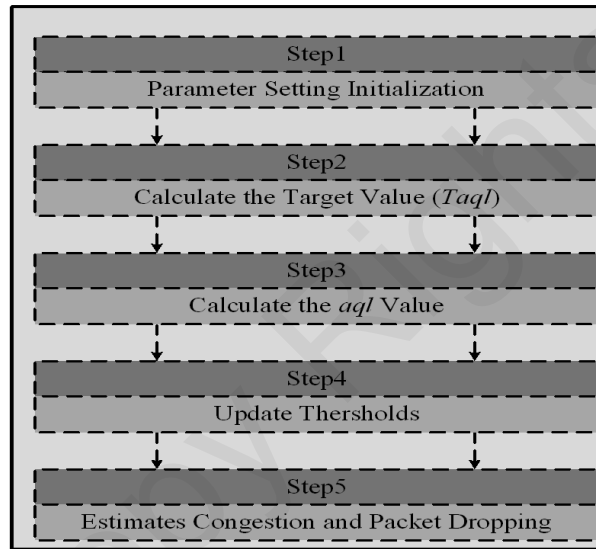 Step1
Parameter Setting Initialization
Step2
Calculate the Target Value (Taql)
Step3
Calculate the aql Value
Step4
Update Thersholds
Step5
Estimates Congestion and Packet Dropping